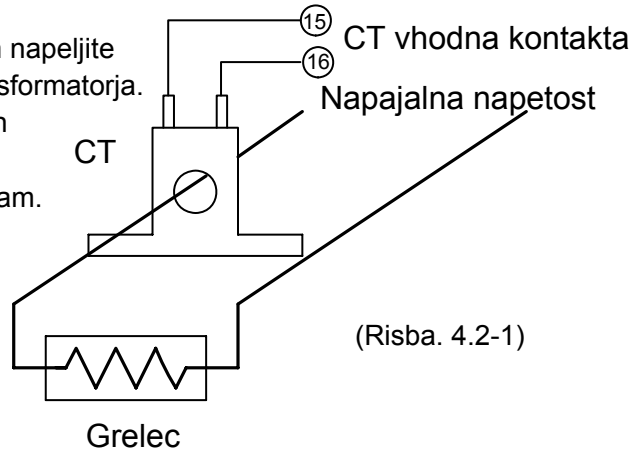 15
CT vhodna kontakta
napeljite
16
sformatorja.
Napajalna napetost
CT
am.
(Risba. 4.2-1)
Grelec